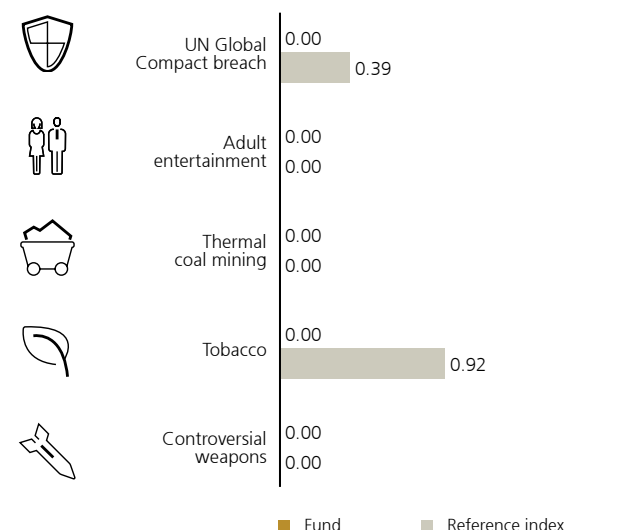 UN Global
Compact breach
0.00
0.39
Adult
entertainment
0.00
0.00
Thermal
coal mining
0.00
0.00
Tobacco
0.00
0.92
Controversial
weapons
0.00
0.00
Fund
Reference index